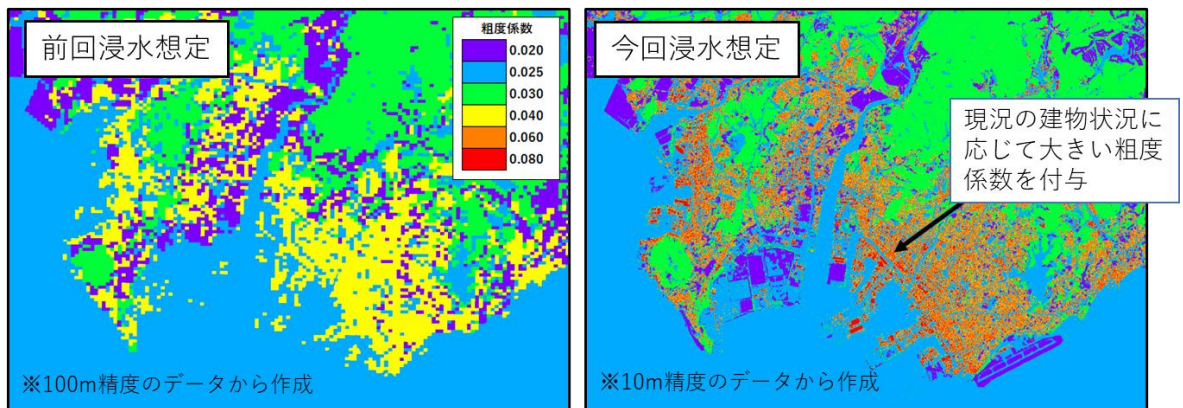 前回浸水想定
粗度係数
0.020
0.025
0.030
0.040
0.060
0.080
※100m精度のデータから作成
今回浸水想定
現況の建物状況に
応じて大きい粗度
係数を付与
※10m精度のデータから作成